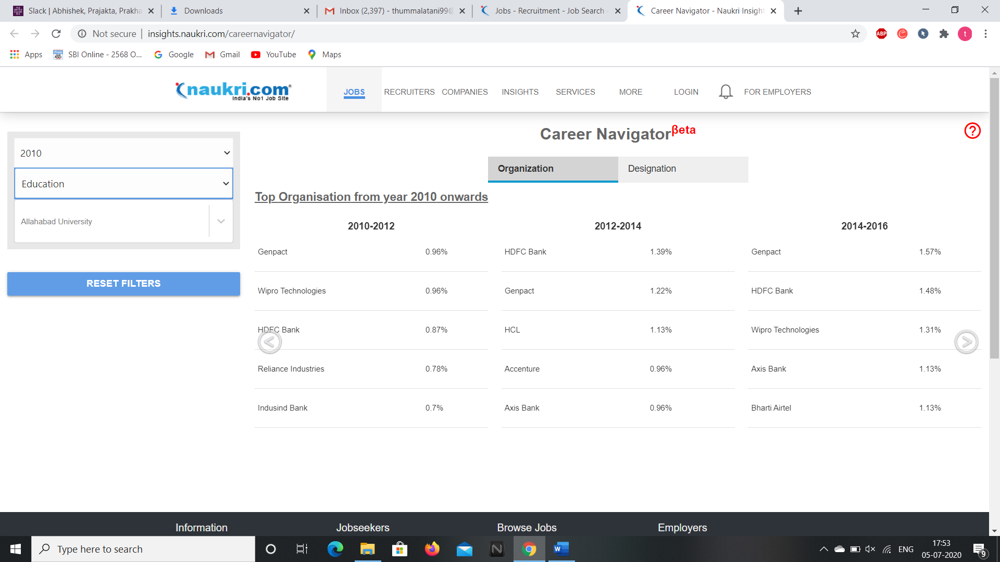 Slack | Abhishek, Prajakta, Prakha
Downloads
Inbox (2,397) - thummalatani99@
Jobs - Recruitment - Job Search -
Career Navigator - Naukri Insight
Not secure
insights.naukri.com/careernavigator/
ABP
t
Apps
SBI Online - 2568 O...
Google
Gmail
YouTube
Maps
naukri.com
India's No1 Job Site
JOBS
RECRUITERS
COMPANIES
INSIGHTS
SERVICES
MORE
LOGIN
FOR EMPLOYERS
2010
Education
Allahabad University
RESET FILTERS
Career Navigator βeta
?
Organization
Designation
Top Organisation from year 2010 onwards
2010-2012
Genpact 0.96%
Wipro Technologies 0.96%
HDFC Bank 0.87%
Reliance Industries 0.78%
Indusind Bank 0.7%
2012-2014
HDFC Bank 1.39%
Genpact 1.22%
HCL 1.13%
Accenture 0.96%
Axis Bank 0.96%
2014-2016
Genpact 1.57%
HDFC Bank 1.48%
Wipro Technologies 1.31%
Axis Bank 1.13%
Bharti Airtel 1.13%
<
>
Information
Jobseekers
Browse Jobs
Employers
Type here to search
N
W
ENG
17:53
05-07-2020
9